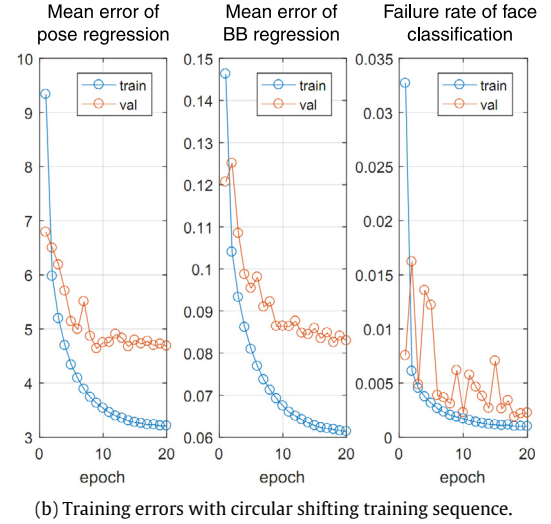 Mean error of
pose regression
Mean error of
BB regression
Failure rate of face
classification
10
9
8
7
6
5
4
3
0
10
20
epoch
train
val
0.15
0.14
0.13
0.12
0.11
0.1
0.09
0.08
0.07
0.06
0
10
20
epoch
train
val
0.035
0.03
0.025
0.02
0.015
0.01
0.005
0
0
10
20
epoch
train
val
(b) Training errors with circular shifting training sequence.